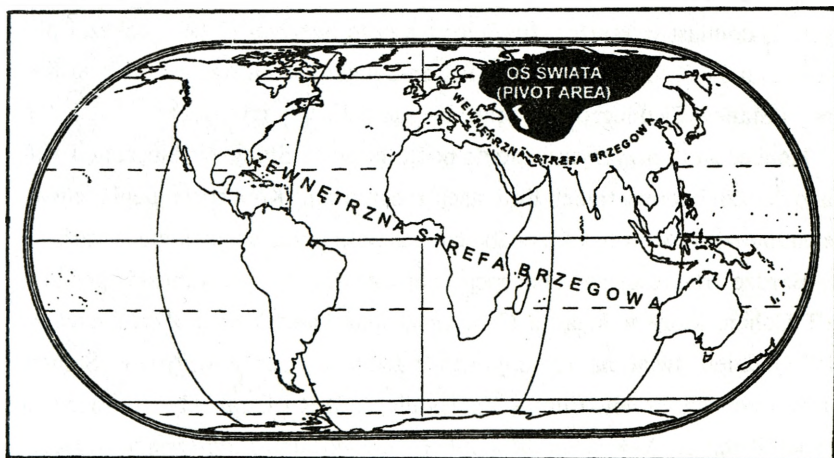 OŚ ŚWIATA
(PIVOT AREA)
WEWNĘTRZNA STREFA BRZEGOWA
ZEWNĘTRZNA STREFA BRZEGOWA